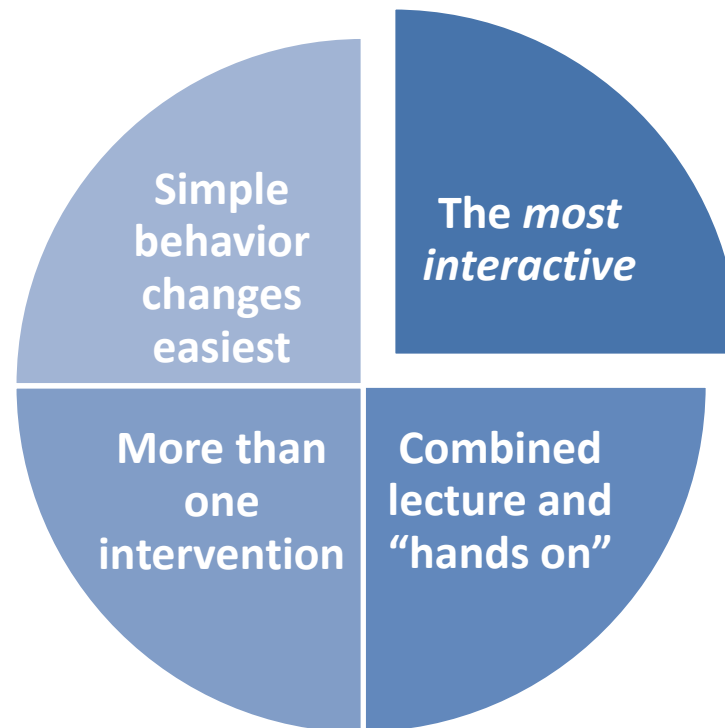 Simple
behavior
changes
easiest
The most
interactive
More than
one
intervention
Combined
lecture and
“hands on”